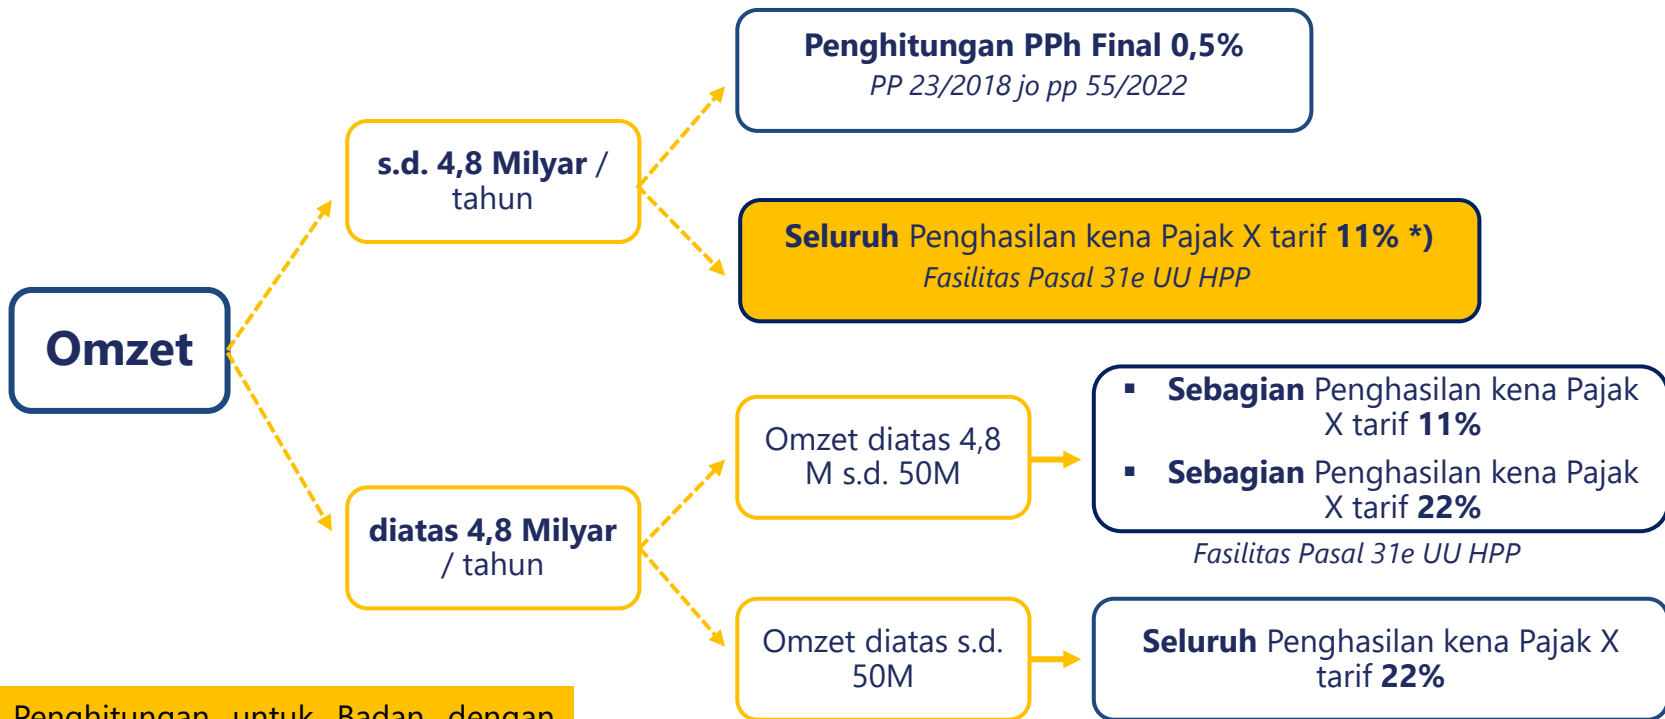 Penghitungan PPh Final 0,5%
PP 23/2018 jo pp 55/2022
s.d. 4,8 Milyar /
tahun
Seluruh Penghasilan kena Pajak X tarif 11% *)
Fasilitas Pasal 31e UU HPP
Omzet
Omzet diatas 4,8
M s.d. 50M
▪ Sebagian Penghasilan kena Pajak
X tarif 11%
▪ Sebagian Penghasilan kena Pajak
X tarif 22%
Fasilitas Pasal 31e UU HPP
diatas 4,8 Milyar
/ tahun
Omzet diatas s.d.
50M
Seluruh Penghasilan kena Pajak X
tarif 22%
Penghitungan untuk Badan dengan